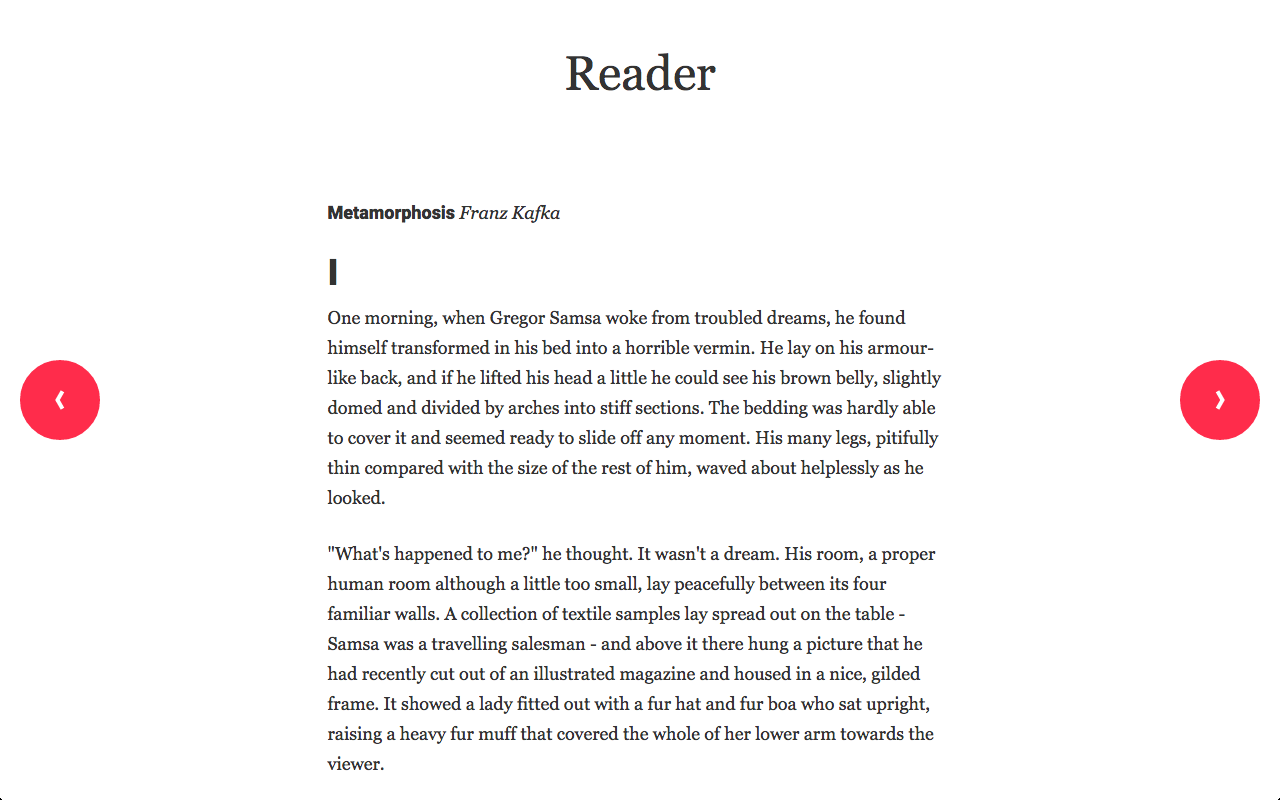 Reader
Metamorphosis Franz Kafka
I
One morning, when Gregor Samsa woke from troubled dreams, he found
himself transformed in his bed into a horrible vermin. He lay on his armour-
like back, and if he lifted his head a little he could see his brown belly, slightly
domed and divided by arches into stiff sections. The bedding was hardly able
to cover it and seemed ready to slide off any moment. His many legs, pitifully
thin compared with the size of the rest of him, waved about helplessly as he
looked.
"What's happened to me?" he thought. It wasn't a dream. His room, a proper
human room although a little too small, lay peacefully between its four
familiar walls. A collection of textile samples lay spread out on the table -
Samsa was a travelling salesman - and above it there hung a picture that he
had recently cut out of an illustrated magazine and housed in a nice, gilded
frame. It showed a lady fitted out with a fur hat and fur boa who sat upright,
raising a heavy fur muff that covered the whole of her lower arm towards the
viewer.